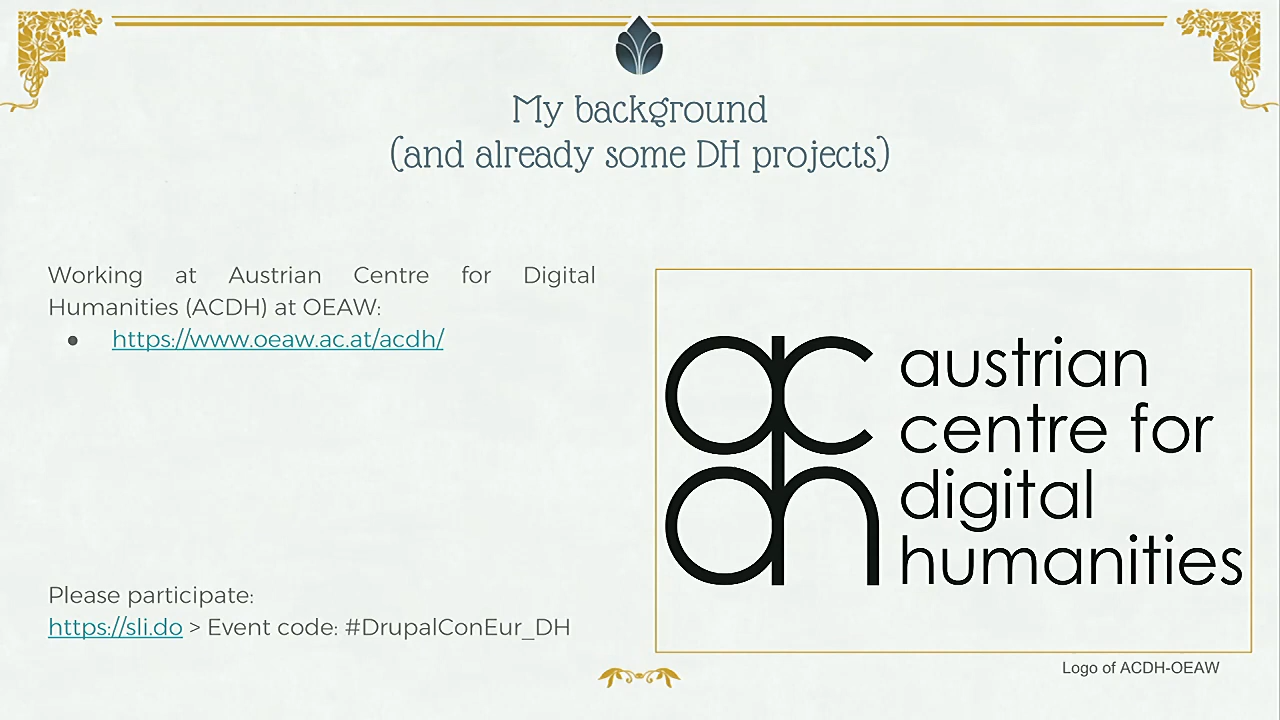 My background
(and already some DH projects)
Working at Austrian Centre for Digital
Humanities (ACDH) at OEAW:
● https://www.oeaw.ac.at/acdh/
Please participate:
https://sli.do > Event code: #DrupalConEur_DH
ac
dh
austrian
centre for
digital
humanities
Logo of ACDH-OEAW